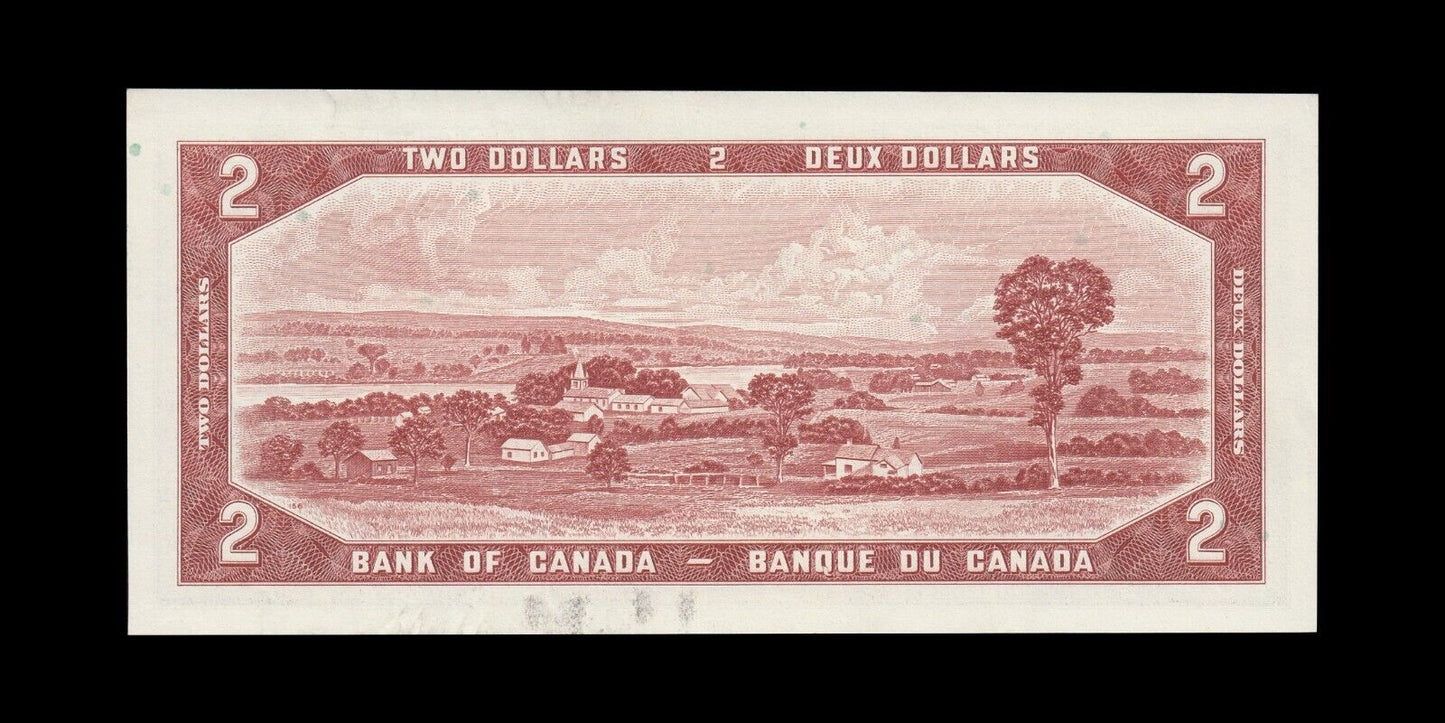 TWO DOLLARS 2 DEUX DOLLARS
2 2
TWO DOLLARS
DEUX DOLLARS
2 2
BANK OF CANADA — BANQUE DU CANADA